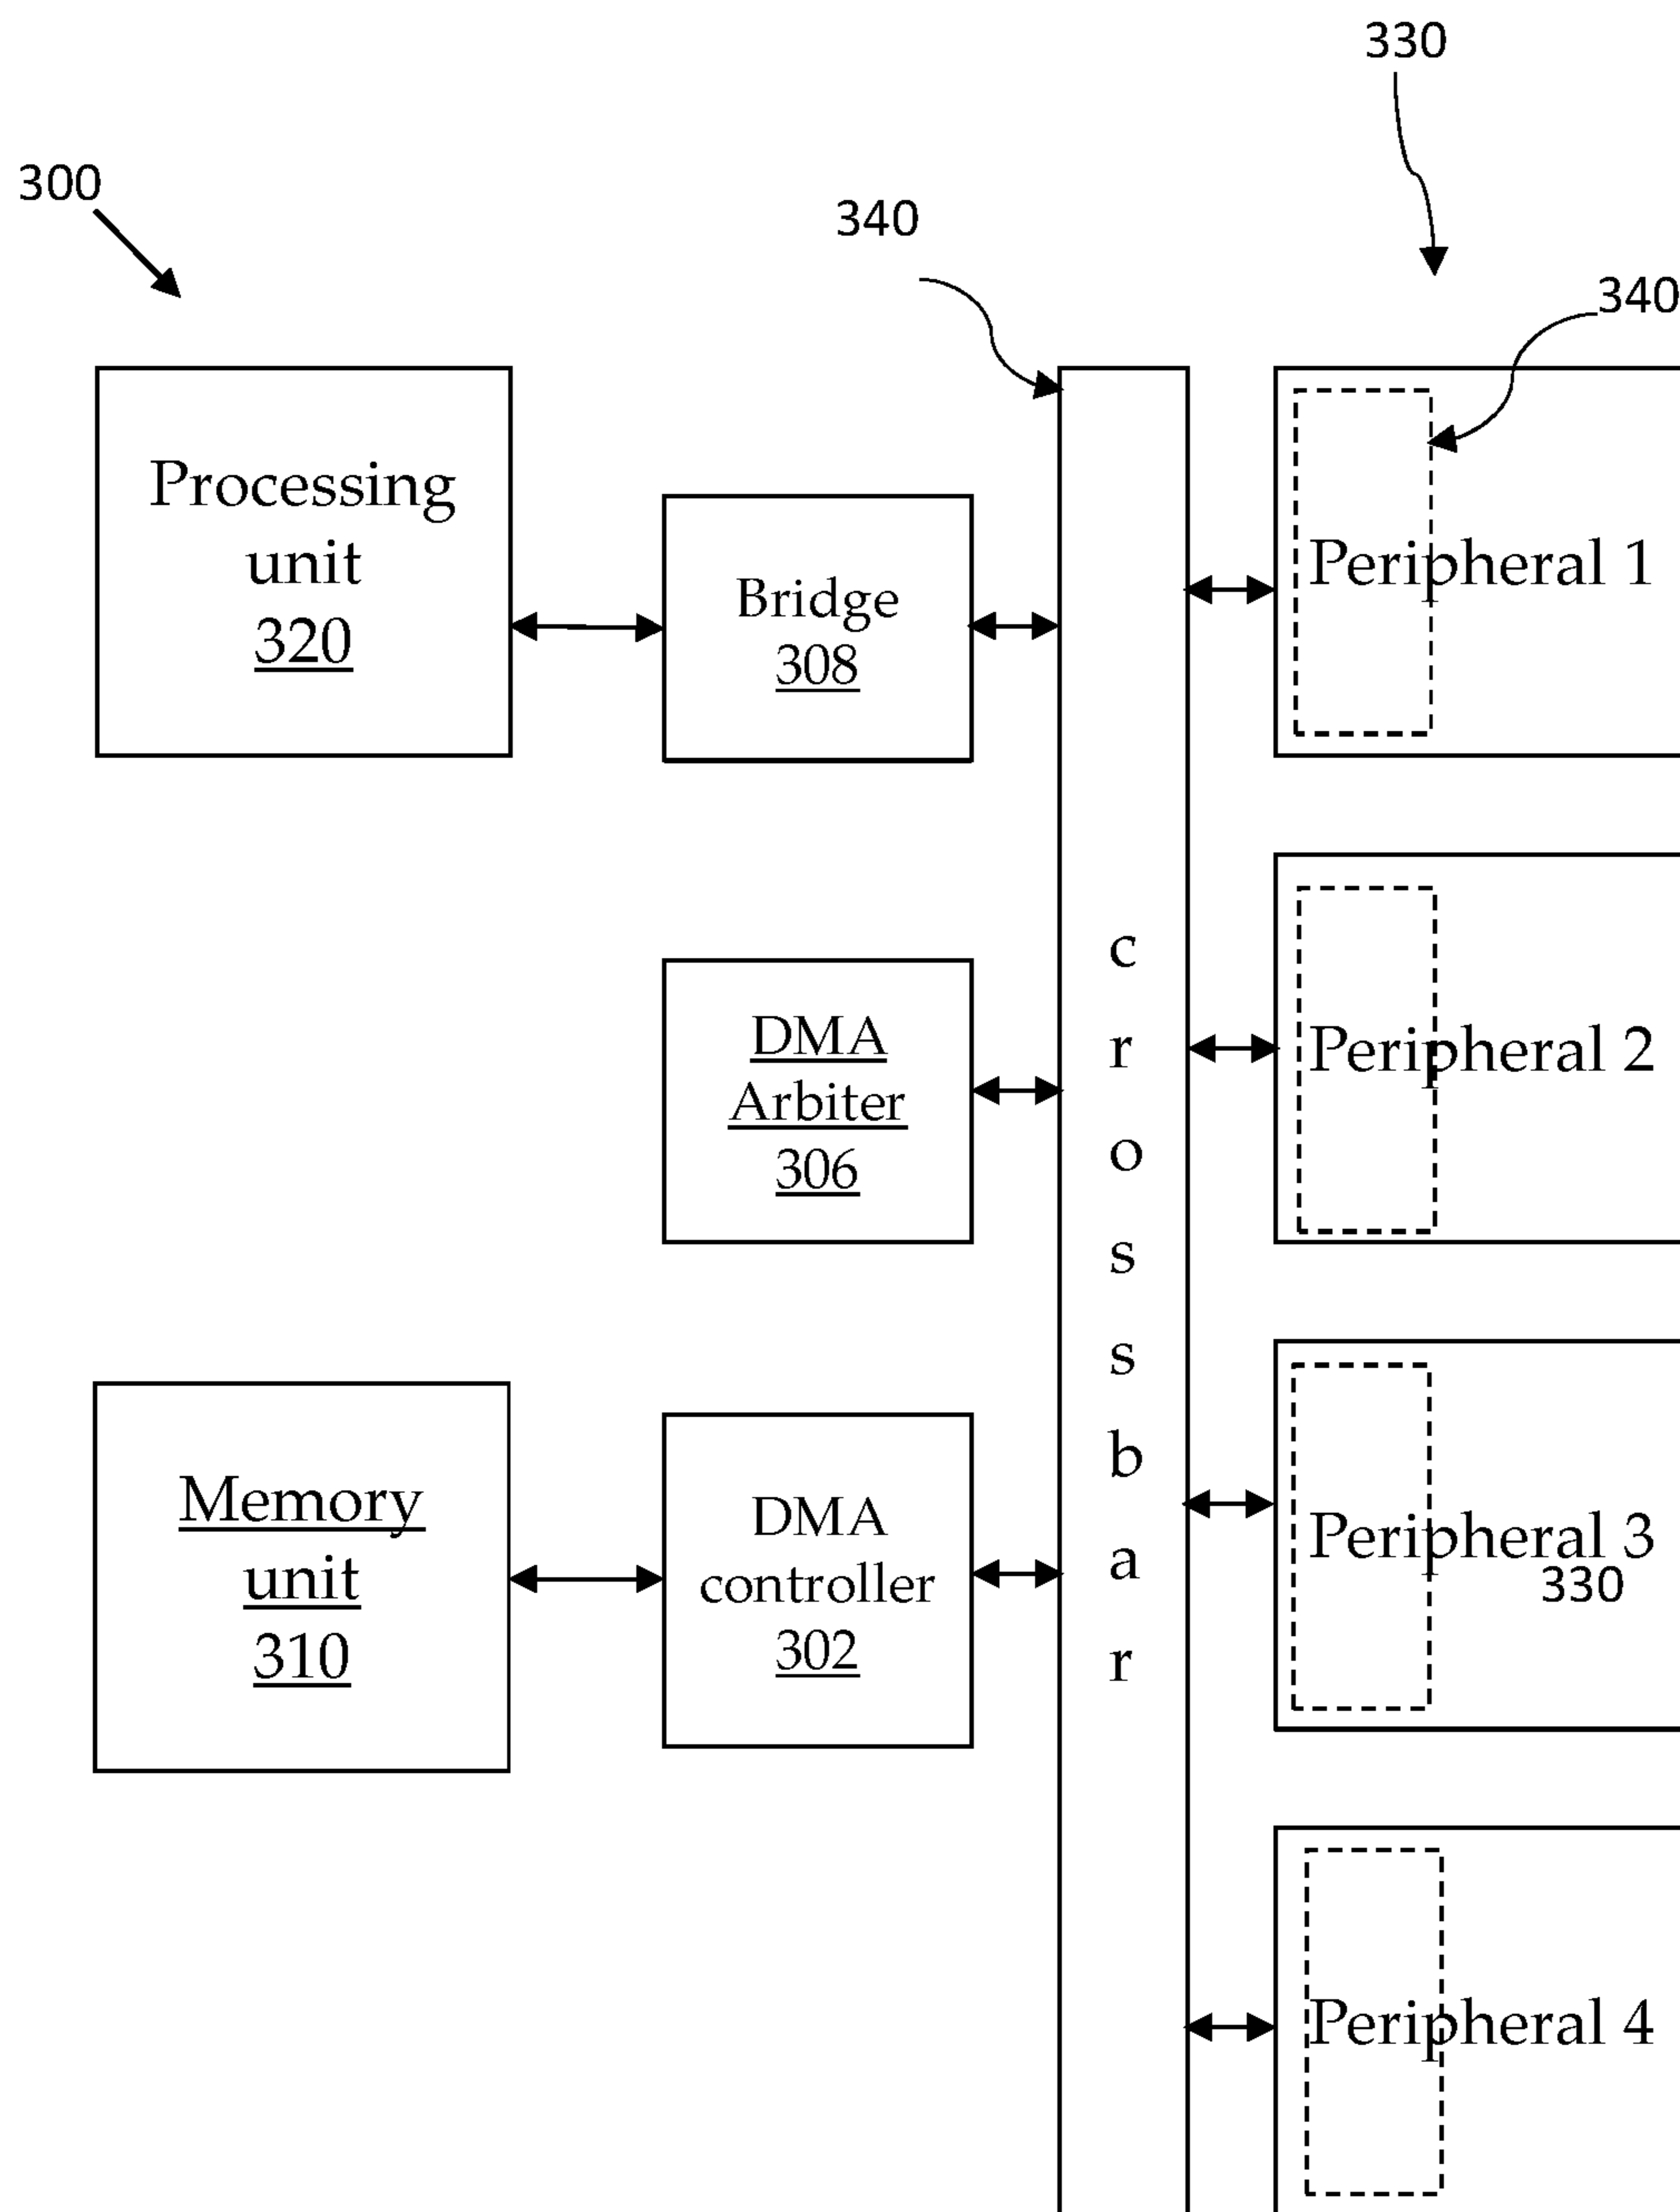 330
300
340
340
Processing
unit
320
Bridge
308
Peripheral 1
DMA
Arbiter
306
Peripheral 2
Memory
unit
310
DMA
controller
302
c
r
o
s
s
b
a
r
Peripheral 3
330
Peripheral 4